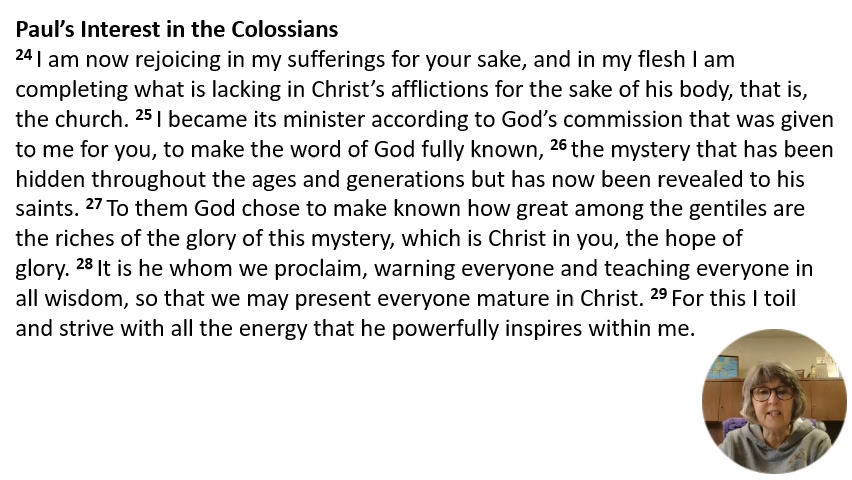 Paul’s Interest in the Colossians
24 I am now rejoicing in my sufferings for your sake, and in my flesh I am
completing what is lacking in Christ’s afflictions for the sake of his body, that is,
the church. 25 I became its minister according to God’s commission that was given
to me for you, to make the word of God fully known, 26 the mystery that has been
hidden throughout the ages and generations but has now been revealed to his
saints. 27 To them God chose to make known how great among the gentiles are
the riches of the glory of this mystery, which is Christ in you, the hope of
glory. 28 It is he whom we proclaim, warning everyone and teaching everyone in
all wisdom, so that we may present everyone mature in Christ. 29 For this I toil
and strive with all the energy that he powerfully inspires within me.